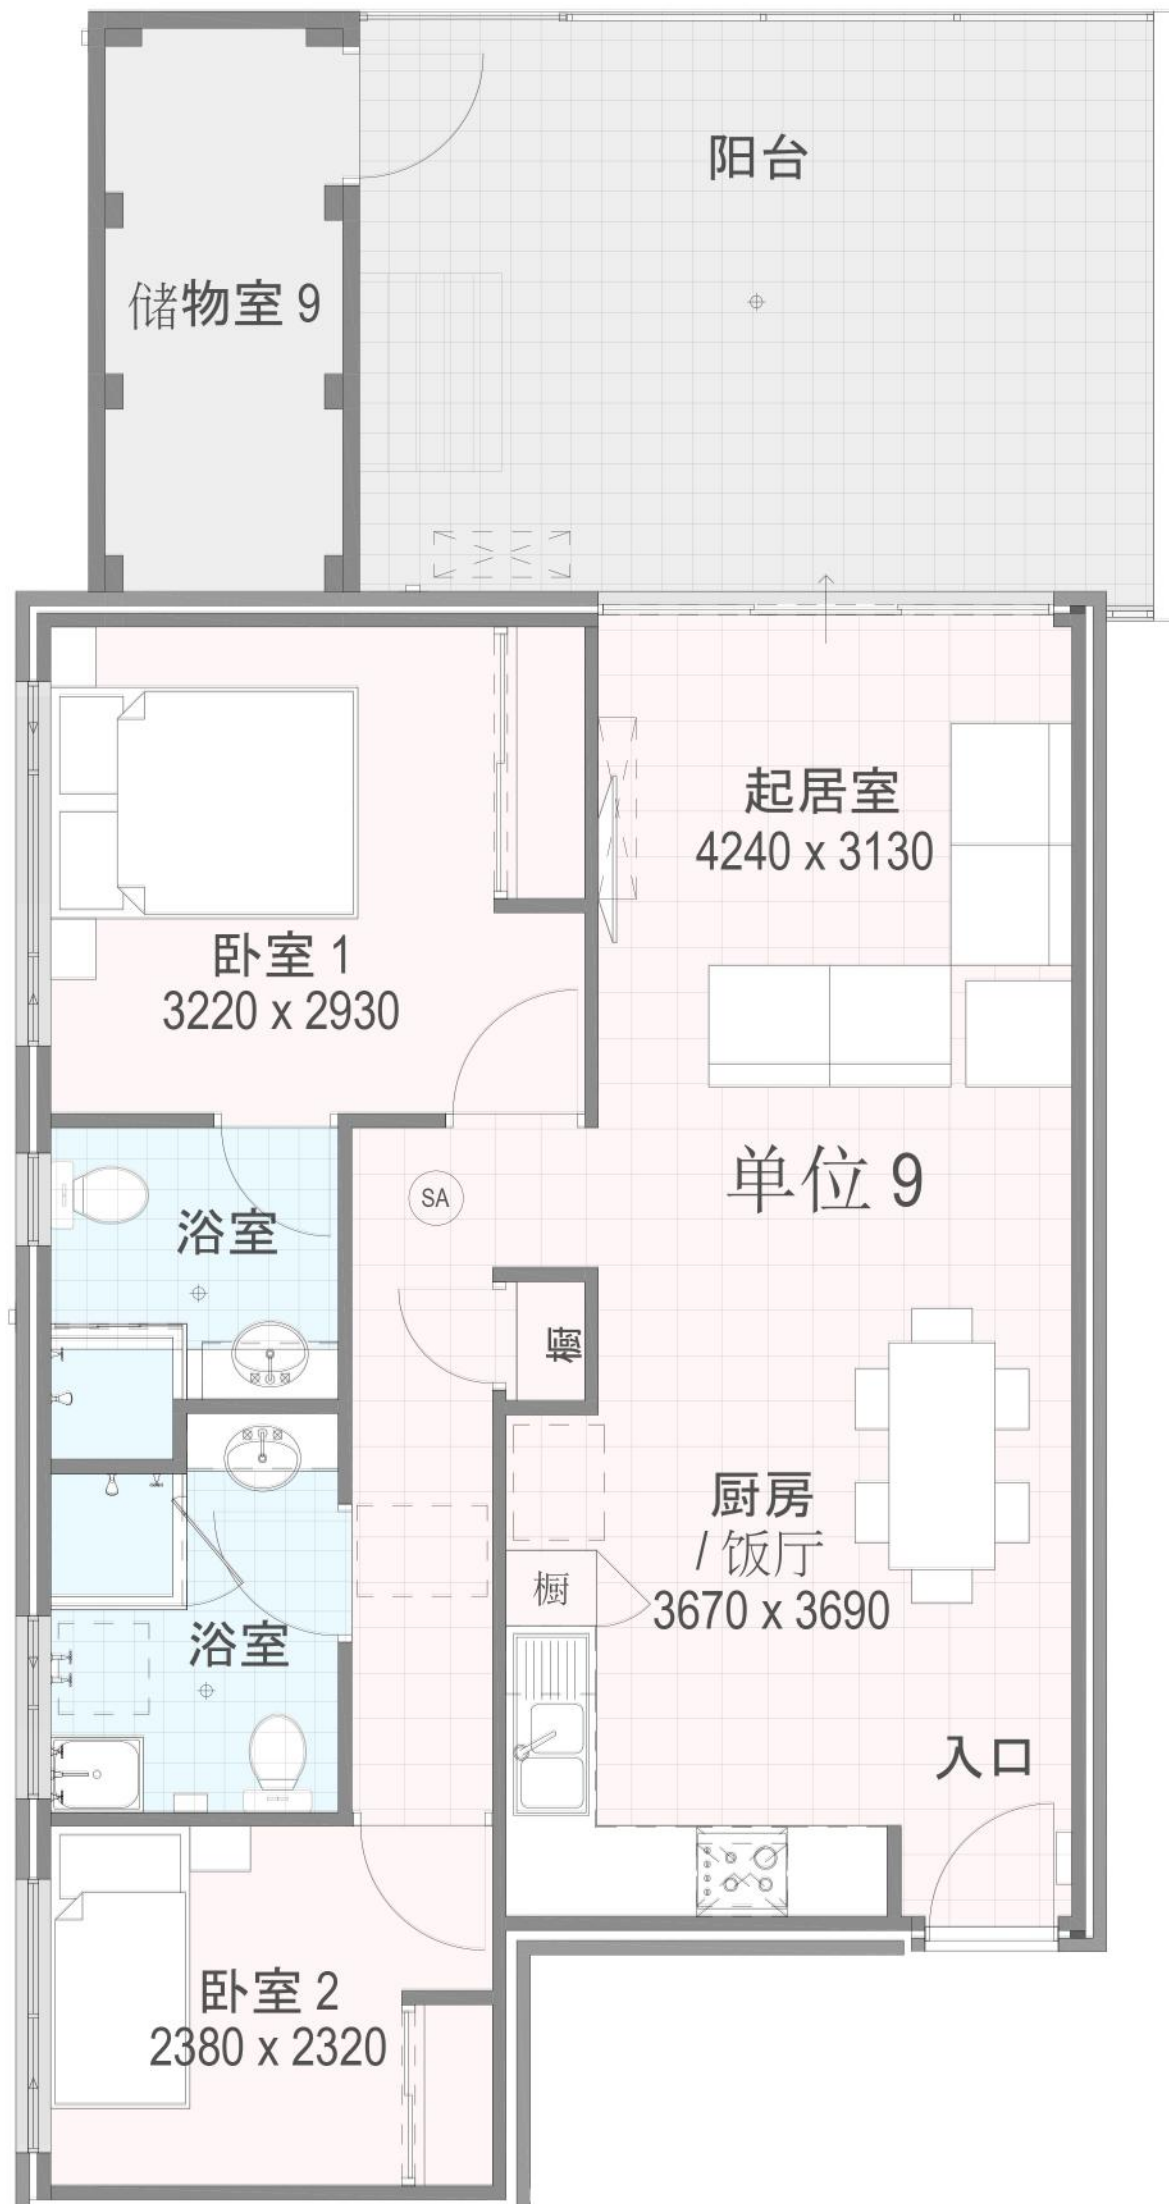 阳台
储物室 9
起居室
4240 x 3130
卧室 1
3220 x 2930
单位 9
SA
浴室
橱
厨房
/ 饭厅
3670 x 3690
橱
浴室
入口
卧室 2
2380 x 2320